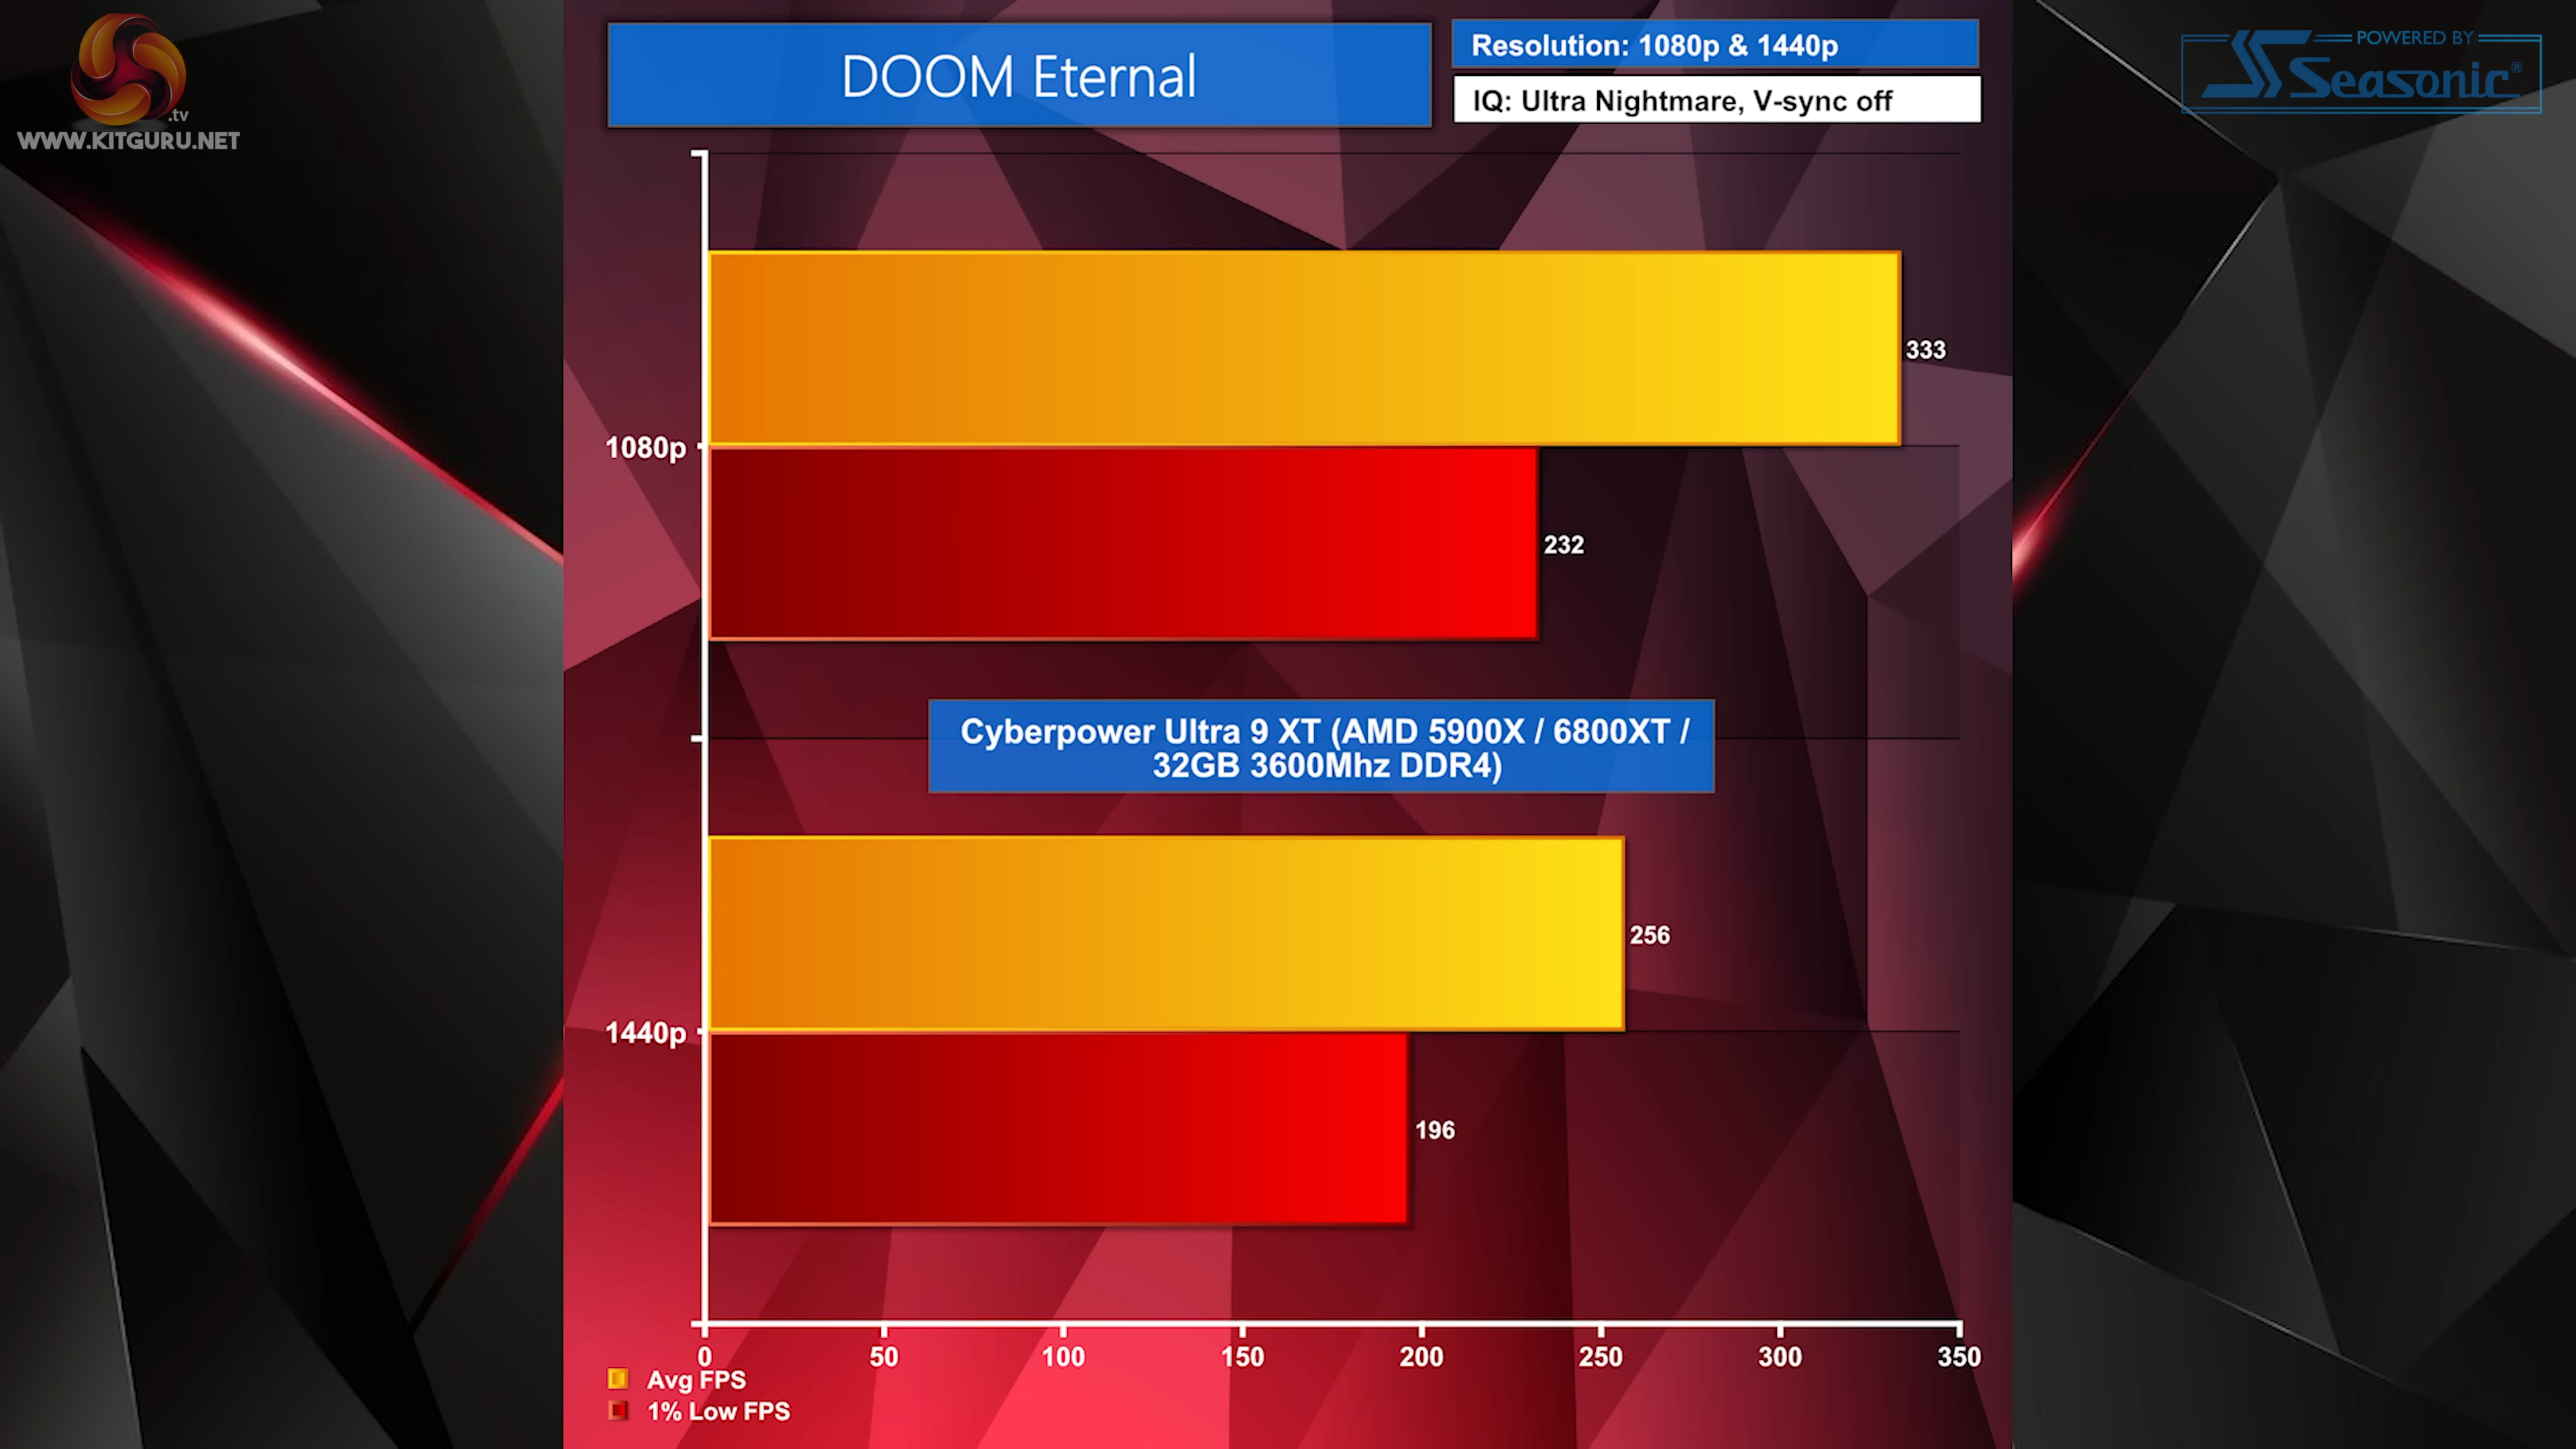 .tv
WWW.KITGURU.NET
DOOM Eternal
Resolution: 1080p & 1440p
IQ: Ultra Nightmare, V-sync off
POWERED BY
Seasonic®
333
1080p
232
Cyberpower Ultra 9 XT (AMD 5900X / 6800XT /
32GB 3600Mhz DDR4)
256
1440p
196
0 50 100 150 200 250 300 350
Avg FPS
1% Low FPS